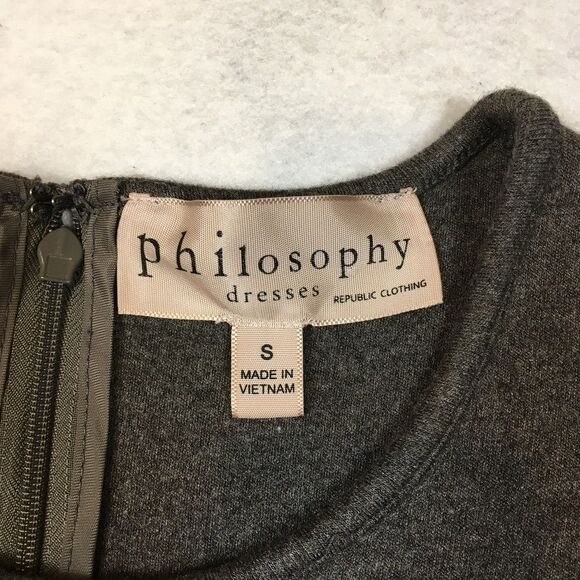 philosophy
dresses REPUBLIC CLOTHING
S
MADE IN
VIETNAM